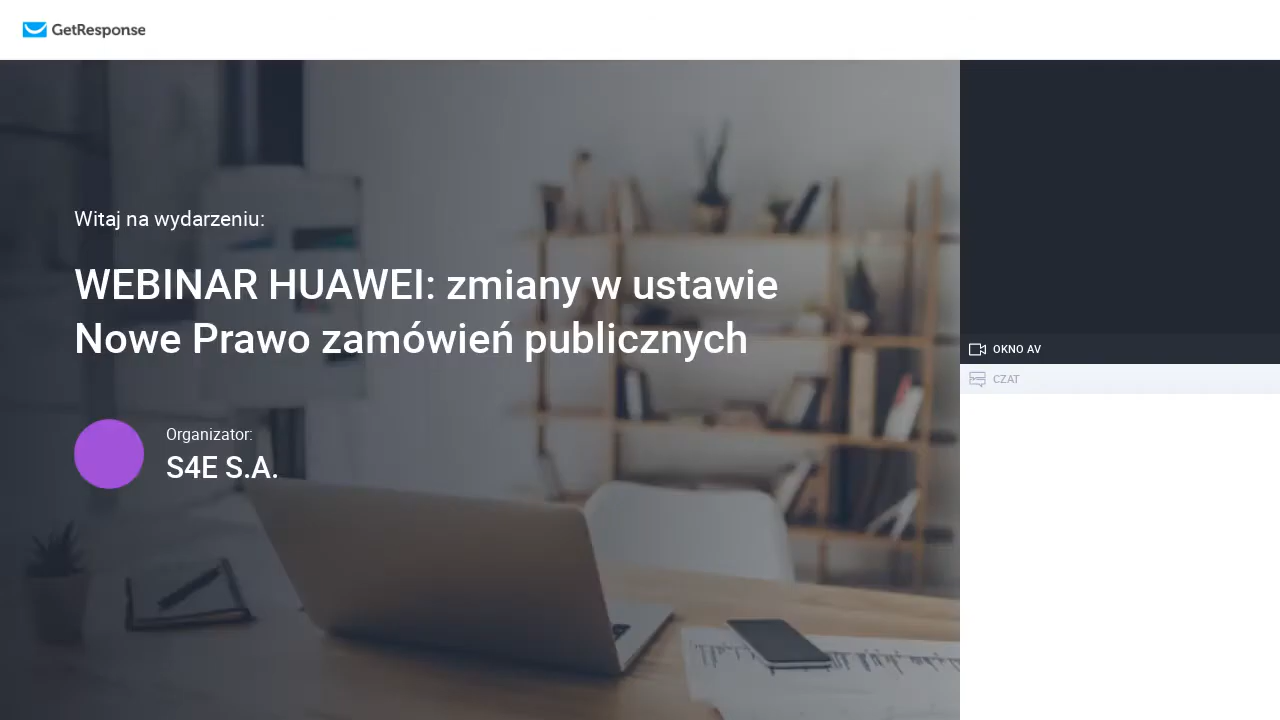 GetResponse
Witaj na wydarzeniu:
WEBINAR HUAWEI: zmiany w ustawie
Nowe Prawo zamówień publicznych
Organizator:
S4E S.A.
OKNO AV
CZAT